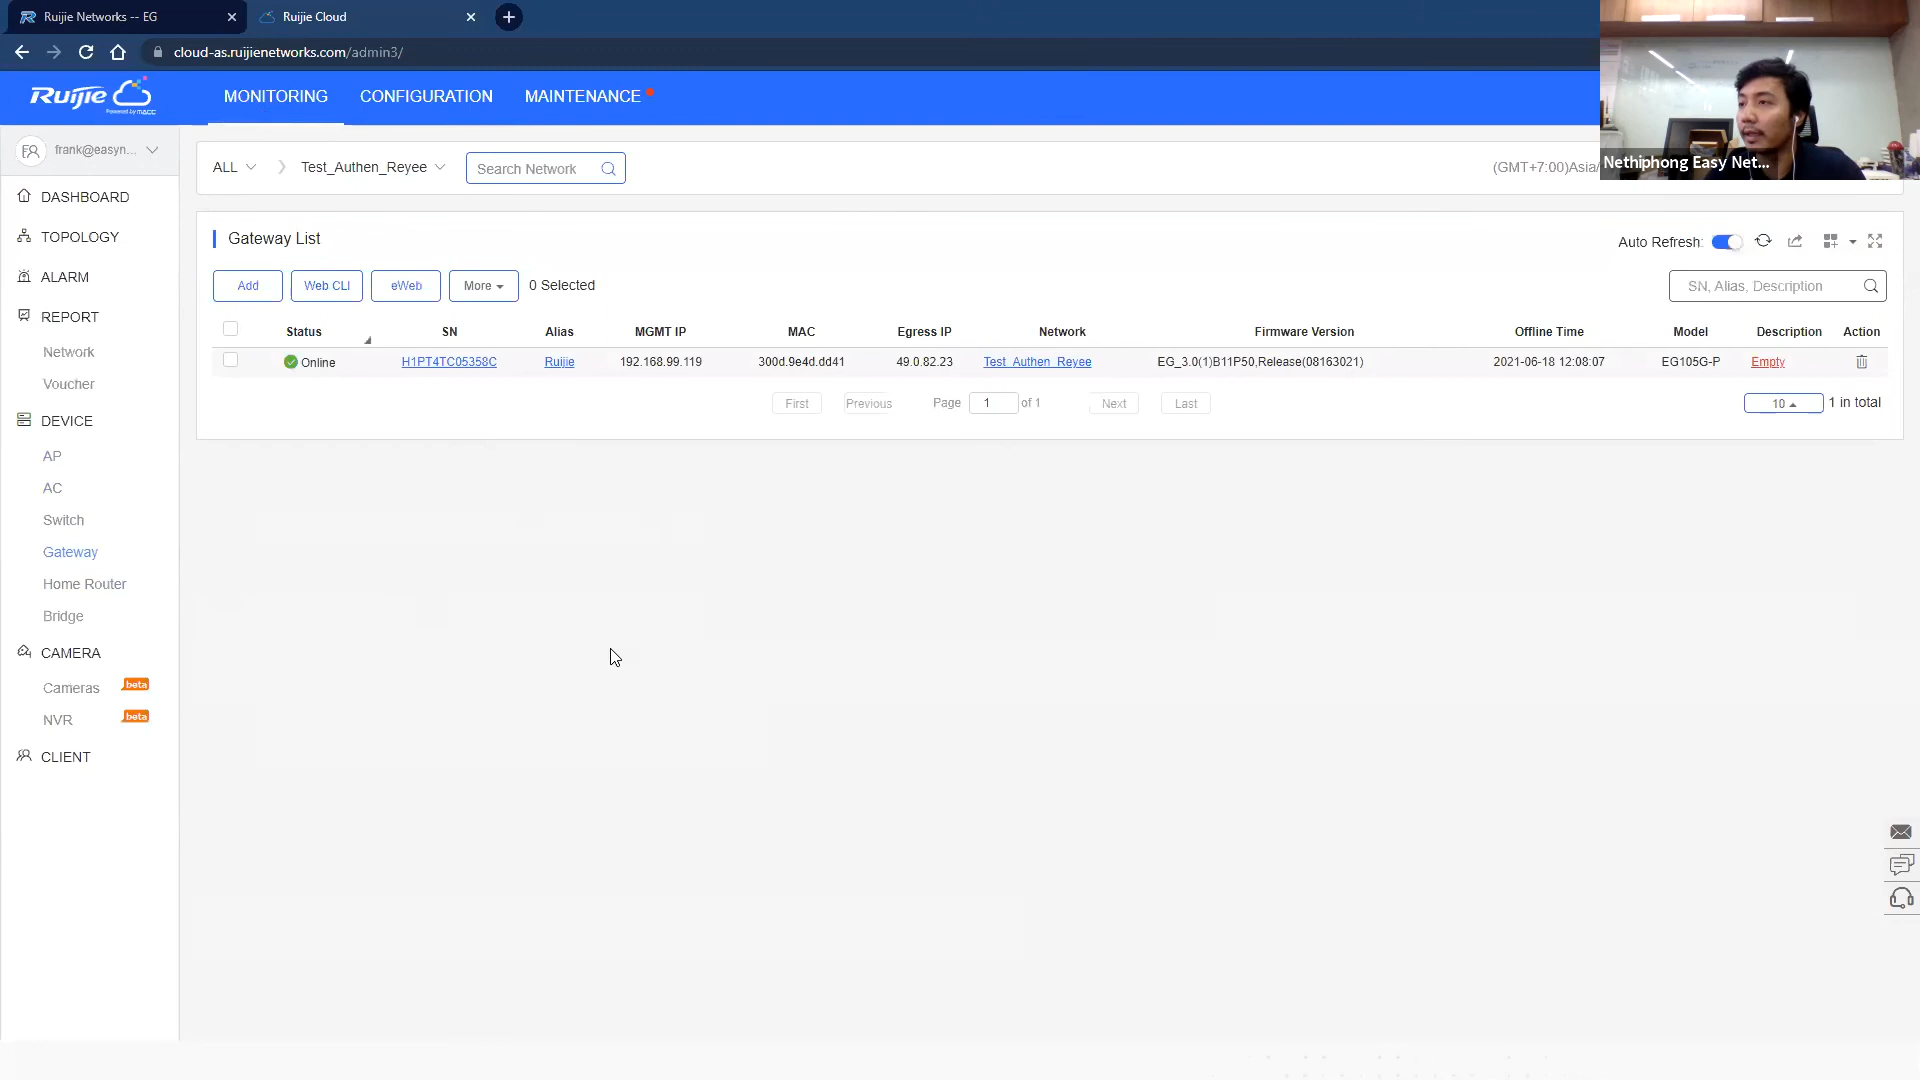 Ruijie Networks -- EG
Ruijie Cloud
cloud-as.ruijienetworks.com/admin3/
Ruijie
Powered by MACC
MONITORING
CONFIGURATION
MAINTENANCE
Nethiphong Easy Net...
frank@easyn...
ALL
Test_Authen_Reyee
Search Network
(GMT+7:00)Asia/
DASHBOARD
TOPOLOGY
ALARM
REPORT
Network
Voucher
DEVICE
AP
AC
Switch
Gateway
Home Router
Bridge
CAMERA
Cameras beta
NVR beta
CLIENT
Gateway List
Auto Refresh:
Add Web CLI eWeb More 0 Selected
SN, Alias, Description
Status SN Alias MGMT IP MAC Egress IP Network Firmware Version Offline Time Model Description Action
Online H1PT4TC05358C Ruijie 192.168.99.119 300d.9e4d.dd41 49.0.82.23 Test_Authen_Reyee EG_3.0(1)B11P50,Release(08163021) 2021-06-18 12:08:07 EG105G-P Empty
First Previous Page 1 of 1 Next Last 10 1 in total